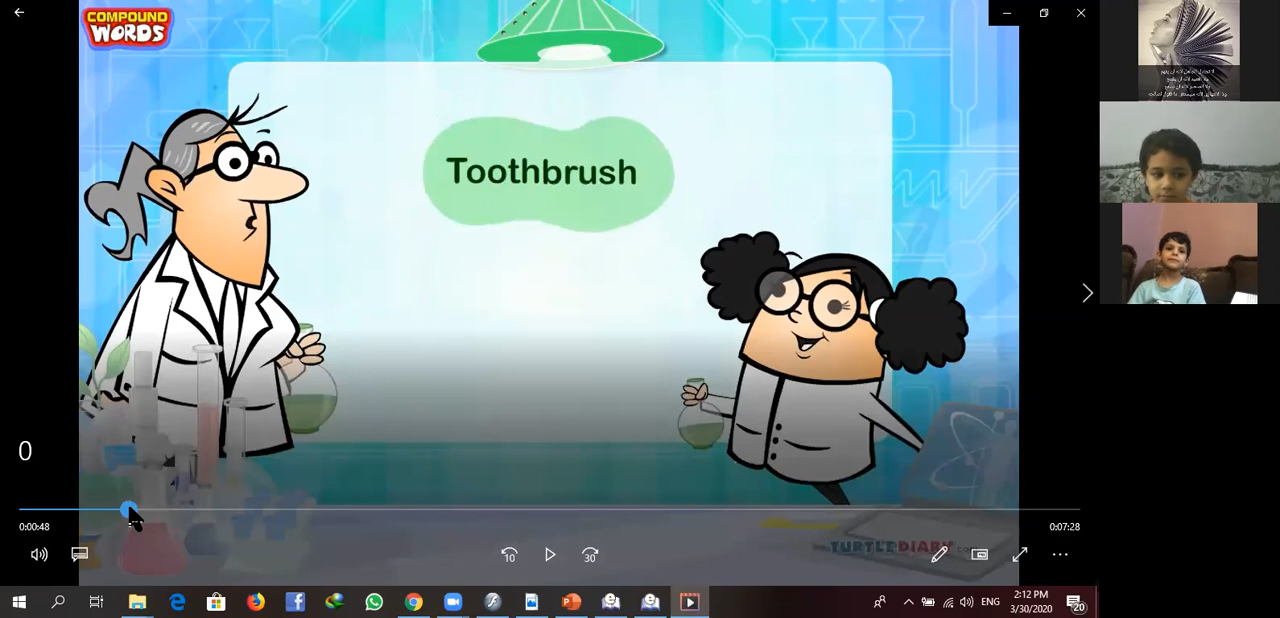 COMPOUND
WORDS
Toothbrush
0
0:00:48
0:07:28
10
30
TURTLEDIARY
ENG
2:12 PM
3/30/2020
20